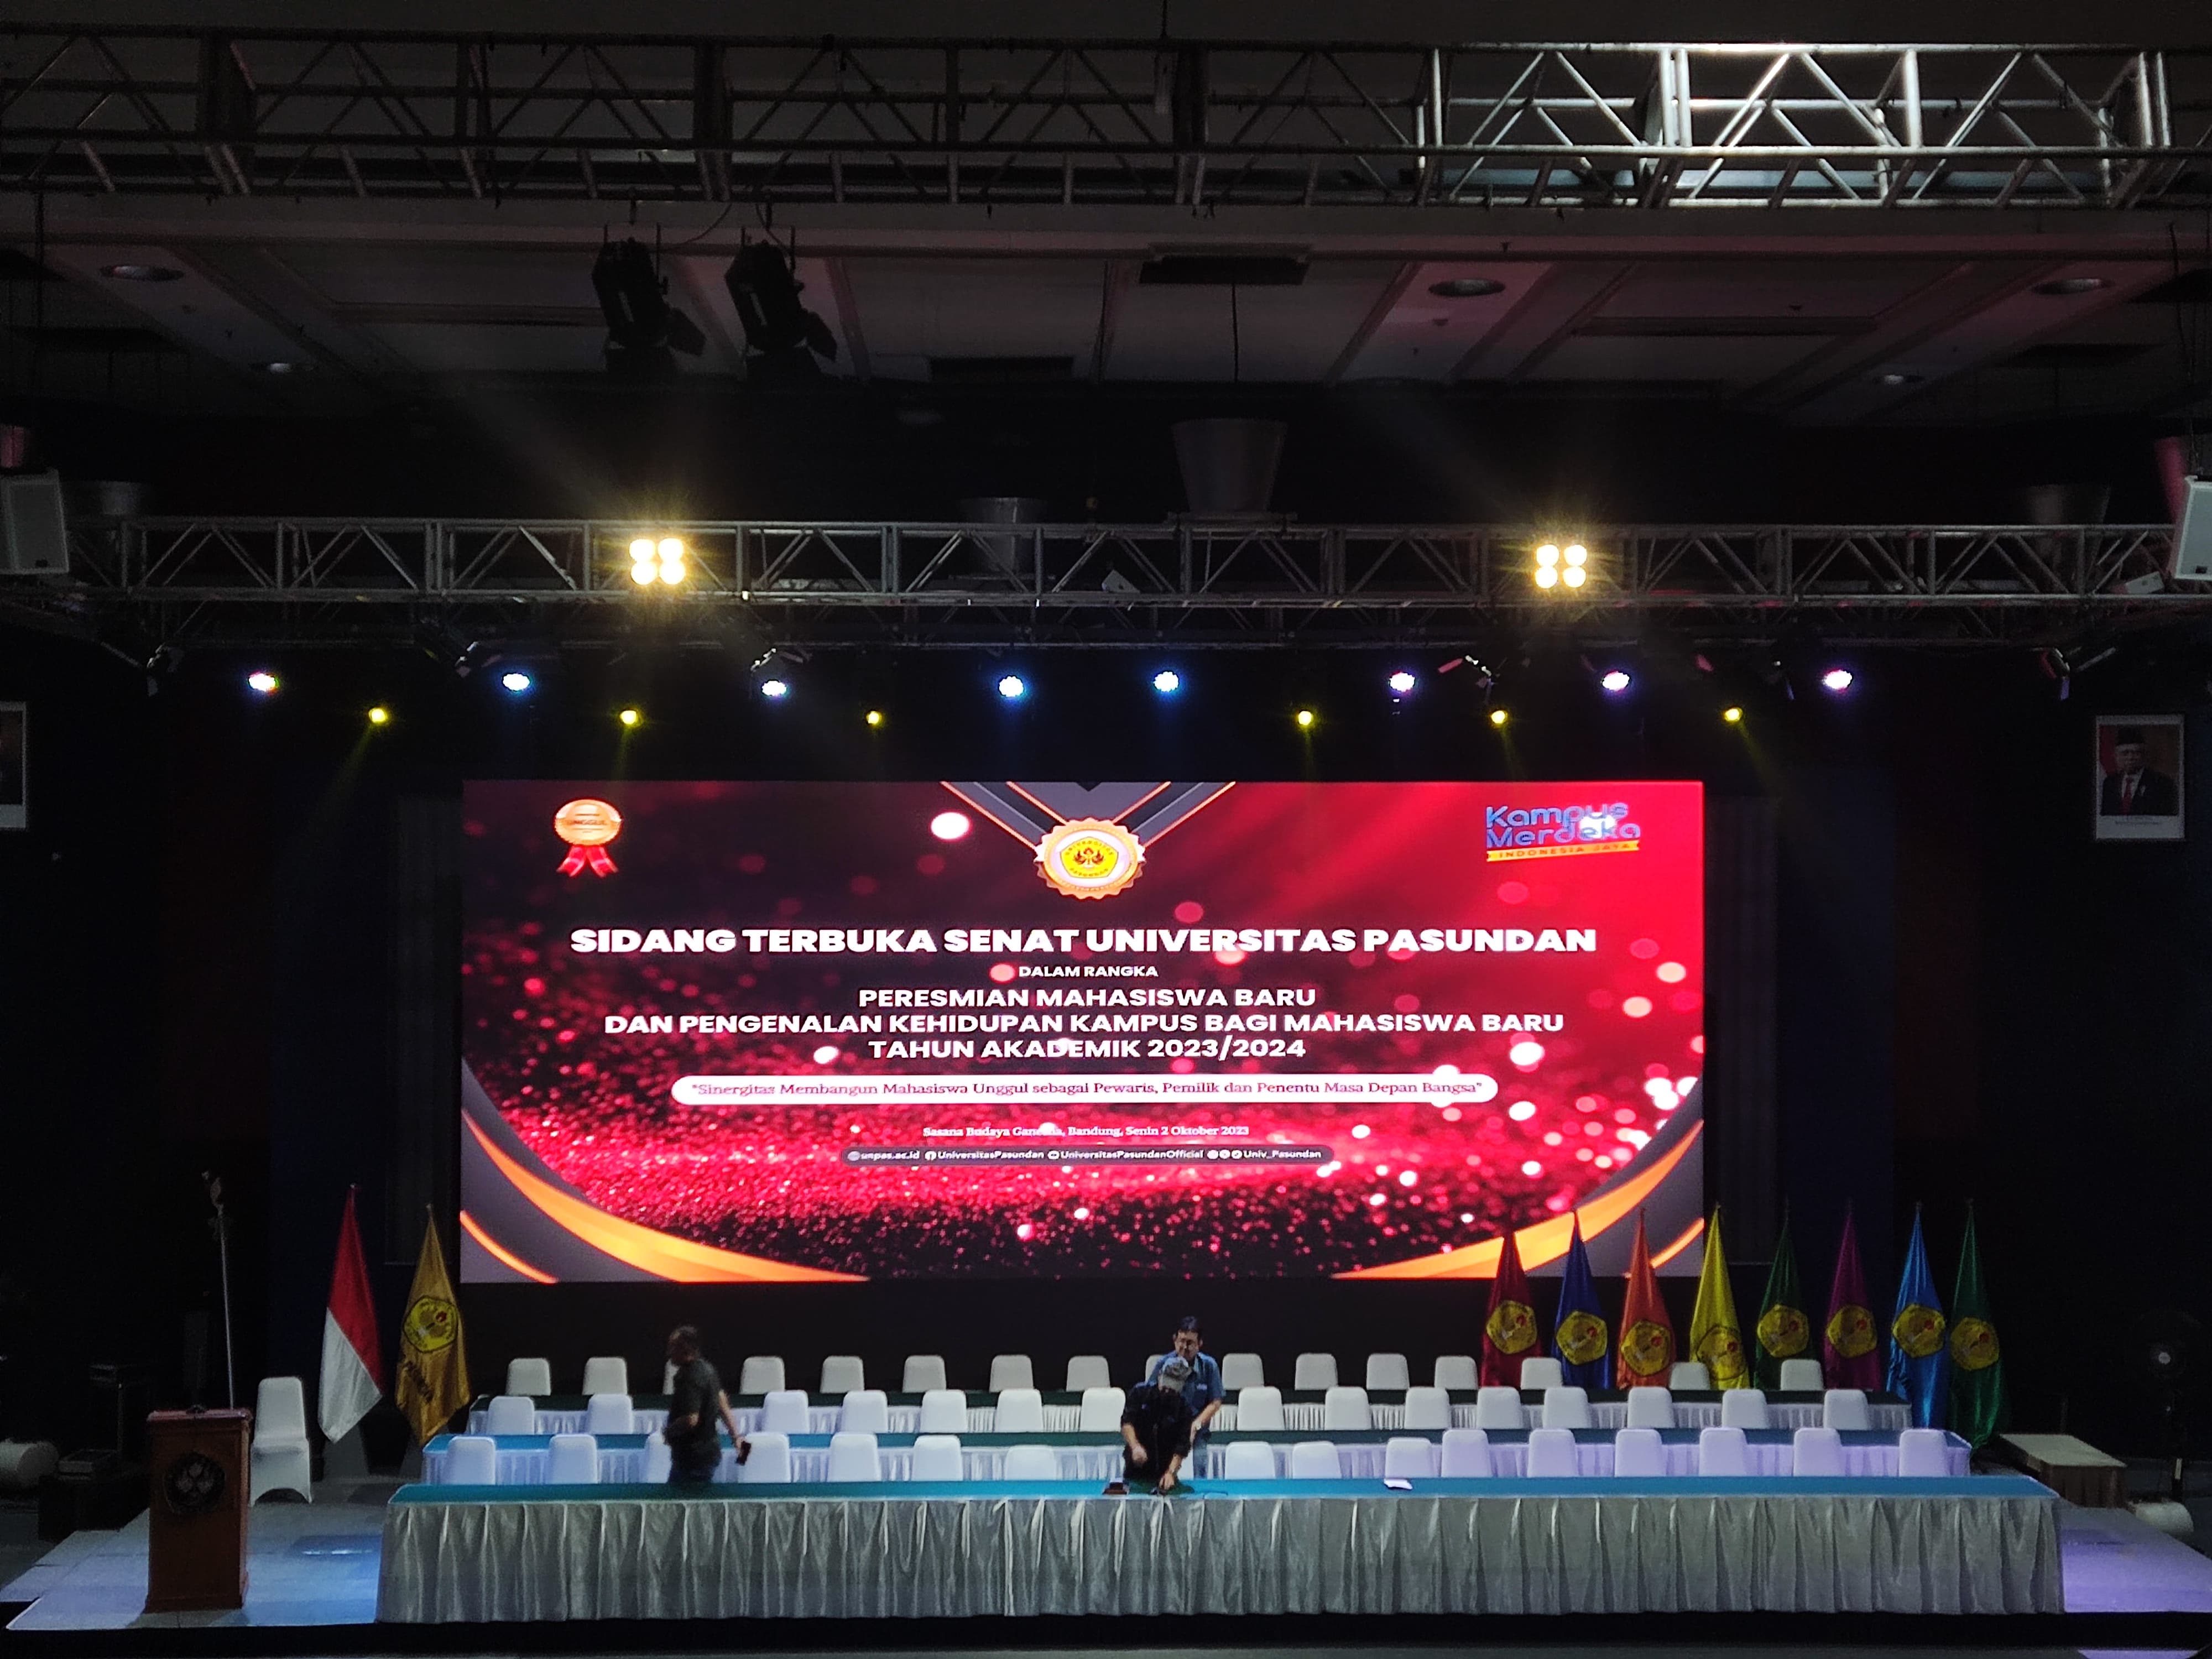 UNGGUL
Kampus
Merdeka
INDONESIA JAYA
SIDANG TERBUKA SENAT UNIVERSITAS PASUNDAN
DALAM RANGKA
PERESMIAN MAHASISWA BARU
DAN PENGENALAN KEHIDUPAN KAMPUS BAGI MAHASISWA BARU
TAHUN AKADEMIK 2023/2024
"Sinergitas Membangun Mahasiswa Unggul sebagai Pewaris, Pemilik dan Penentu Masa Depan Bangsa"
Sasana Budaya Ganesha, Bandung, Senin 2 Oktober 2023
unpas.ac.id UniversitasPasundan UniversitasPasundanOfficial Univ_Pasundan